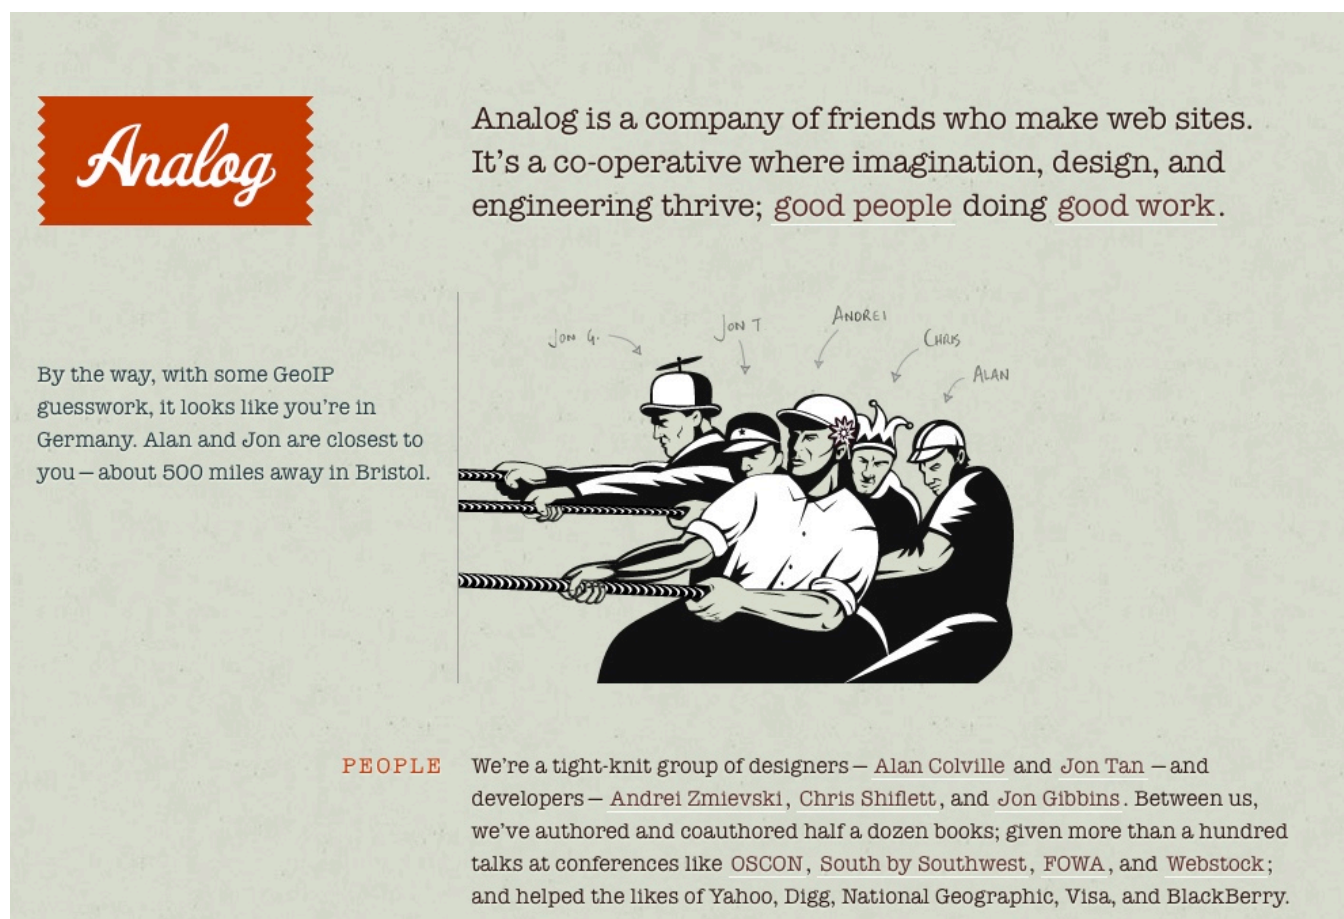 Analog
Analog is a company of friends who make web sites.
It's a co-operative where imagination, design, and
engineering thrive; good people doing good work.
By the way, with some GeoIP
guesswork, it looks like you're in
Germany. Alan and Jon are closest to
you — about 500 miles away in Bristol.
JON G.
JON T
ANDREI
CHRIS
ALAN
PEOPLE
We're a tight-knit group of designers — Alan Colville and Jon Tan — and
developers — Andrei Zmievski, Chris Shiflett, and Jon Gibbins. Between us,
we've authored and coauthored half a dozen books; given more than a hundred
talks at conferences like OSCON, South by Southwest, FOWA, and Webstock;
and helped the likes of Yahoo, Digg, National Geographic, Visa, and BlackBerry.